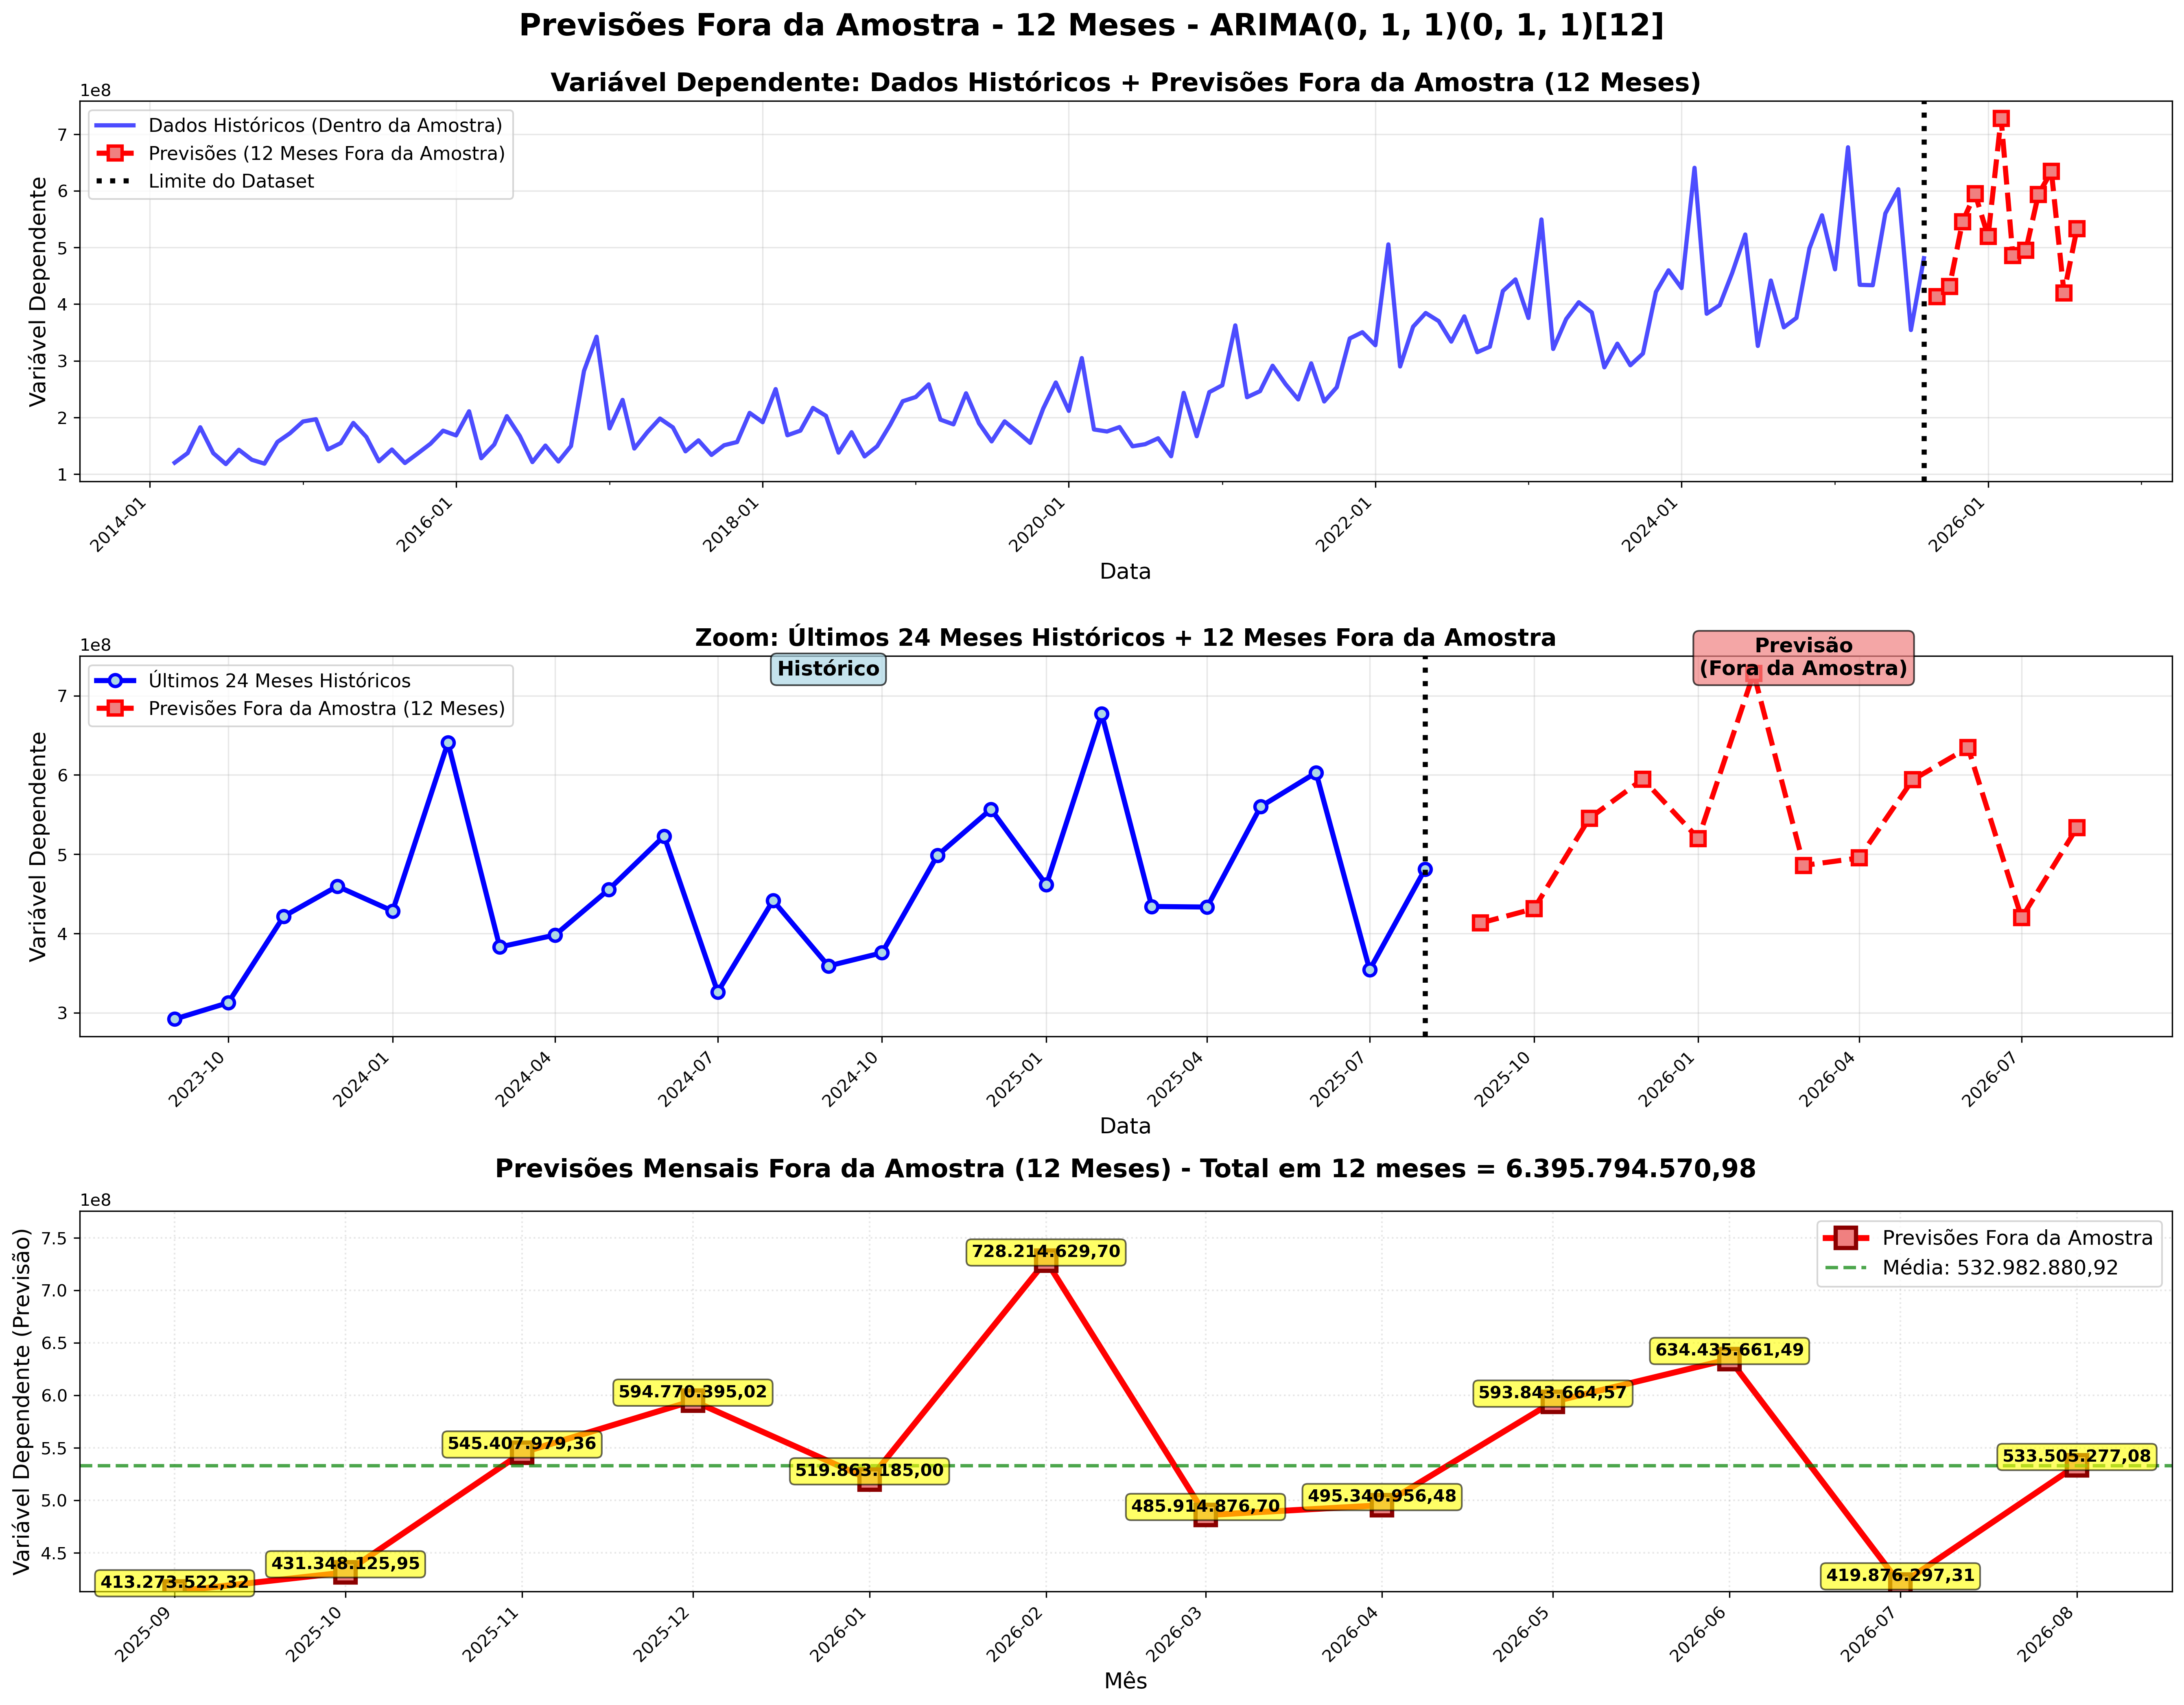 Previsões Fora da Amostra - 12 Meses - ARIMA(0, 1, 1)(0, 1, 1)[12]
Variável Dependente: Dados Históricos + Previsões Fora da Amostra (12 Meses)
1e8
Dados Históricos (Dentro da Amostra)
Previsões (12 Meses Fora da Amostra)
Limite do Dataset
Variável Dependente
7
6
5
4
3
2
1
2014-01
2016-01
2018-01
2020-01
2022-01
2024-01
2026-01
Data
Zoom: Últimos 24 Meses Históricos + 12 Meses Fora da Amostra
1e8
Últimos 24 Meses Históricos
Previsões Fora da Amostra (12 Meses)
Histórico
Previsão
(Fora da Amostra)
Variável Dependente
7
6
5
4
3
2023-10
2024-01
2024-04
2024-07
2024-10
2025-01
2025-04
2025-07
2025-10
2026-01
2026-04
2026-07
Data
Previsões Mensais Fora da Amostra (12 Meses) - Total em 12 meses = 6.395.794.570,98
1e8
Previsões Fora da Amostra
Média: 532.982.880,92
Variável Dependente (Previsão)
7.5
7.0
6.5
6.0
5.5
5.0
4.5
413.273.522,32
431.348.125,95
545.407.979,36
594.770.395,02
519.863.185,00
728.214.629,70
485.914.876,70
495.340.956,48
593.843.664,57
634.435.661,49
419.876.297,31
533.505.277,08
2025-09
2025-10
2025-11
2025-12
2026-01
2026-02
2026-03
2026-04
2026-05
2026-06
2026-07
2026-08
Mês